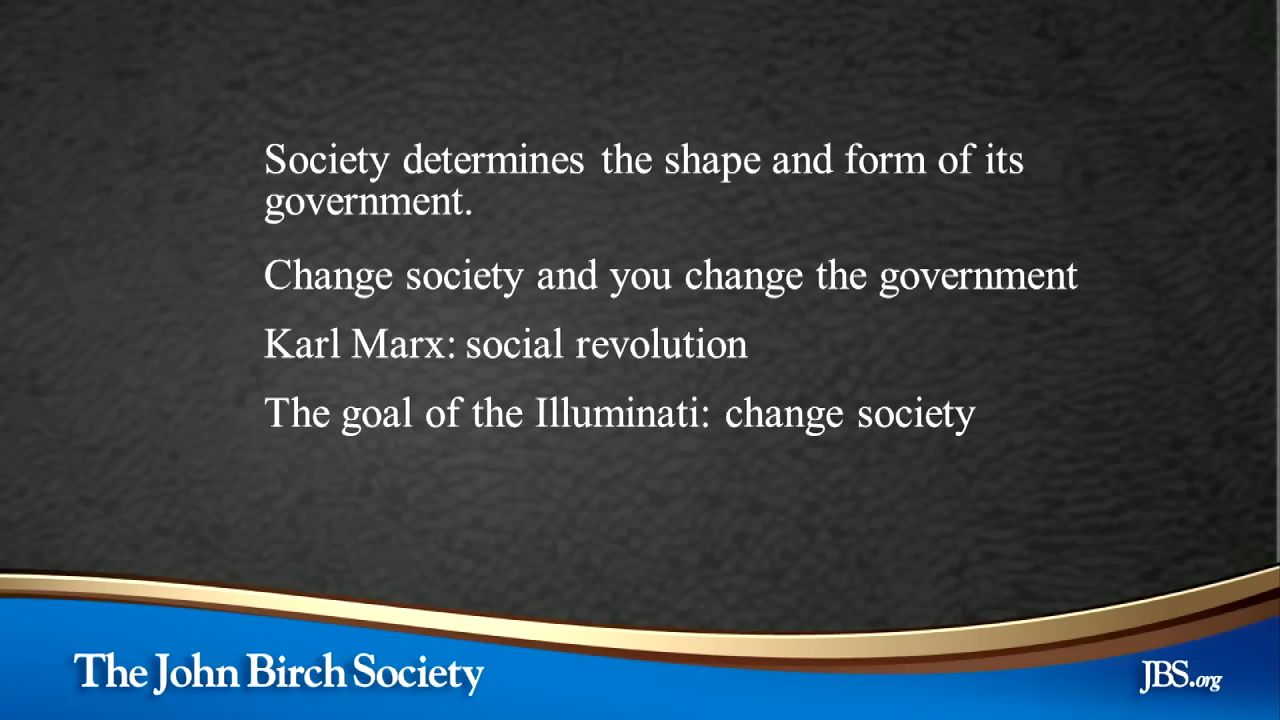 Society determines the shape and form of its
government.
Change society and you change the government
Karl Marx: social revolution
The goal of the Illuminati: change society
The John Birch Society
JBS.org